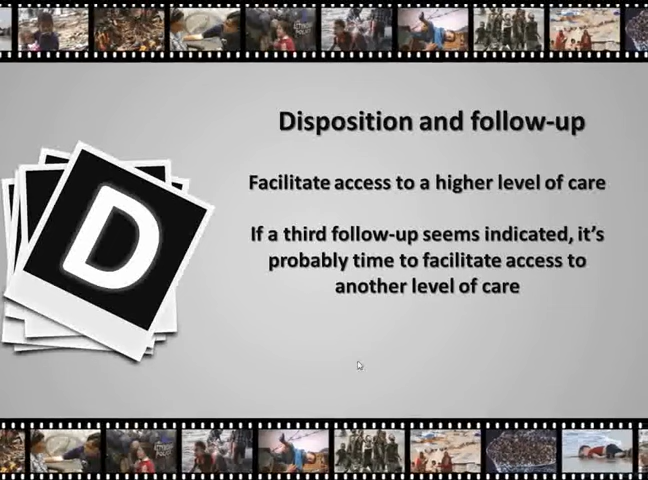 Disposition and follow-up
Facilitate access to a higher level of care
If a third follow-up seems indicated, it's
probably time to facilitate access to
another level of care
D